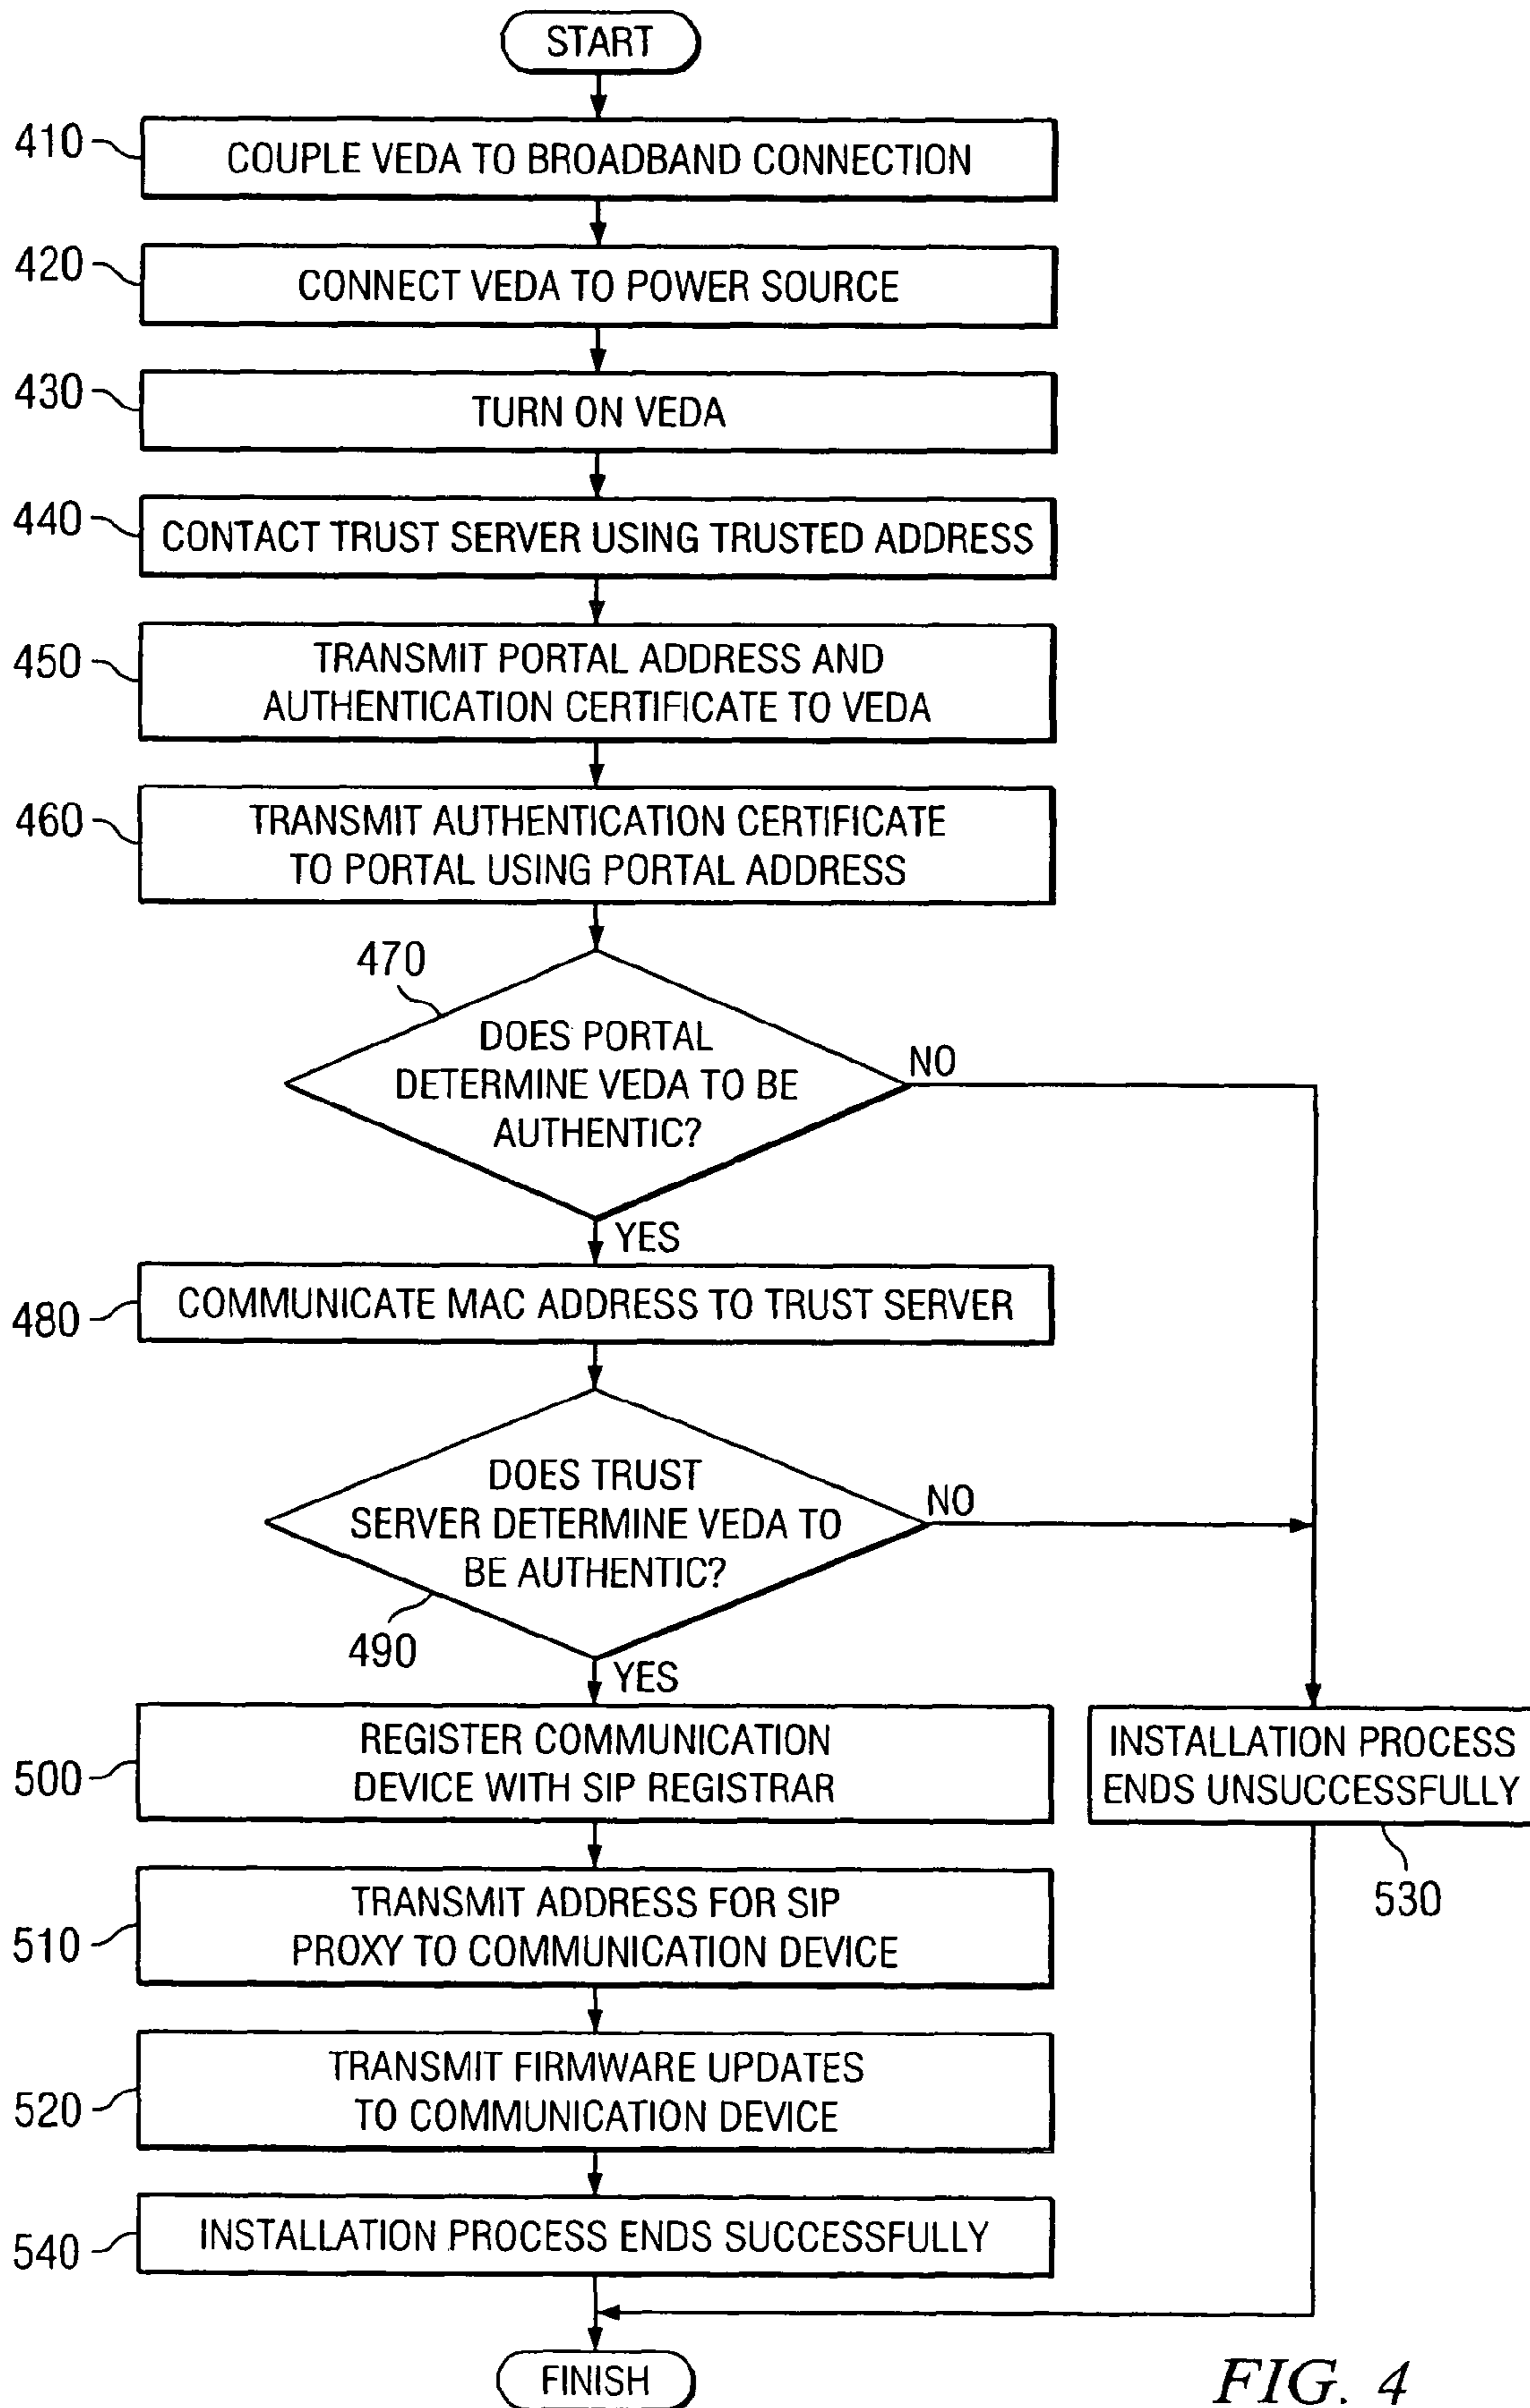 START
410
COUPLE VEDA TO BROADBAND CONNECTION
420
CONNECT VEDA TO POWER SOURCE
430
TURN ON VEDA
440
CONTACT TRUST SERVER USING TRUSTED ADDRESS
450
TRANSMIT PORTAL ADDRESS AND
AUTHENTICATION CERTIFICATE TO VEDA
460
TRANSMIT AUTHENTICATION CERTIFICATE
TO PORTAL USING PORTAL ADDRESS
470
DOES PORTAL
DETERMINE VEDA TO BE
AUTHENTIC?
NO
YES
480
COMMUNICATE MAC ADDRESS TO TRUST SERVER
DOES TRUST
SERVER DETERMINE VEDA TO
BE AUTHENTIC?
NO
490
YES
500
REGISTER COMMUNICATION
DEVICE WITH SIP REGISTRAR
INSTALLATION PROCESS
ENDS UNSUCCESSFULLY
530
510
TRANSMIT ADDRESS FOR SIP
PROXY TO COMMUNICATION DEVICE
520
TRANSMIT FIRMWARE UPDATES
TO COMMUNICATION DEVICE
540
INSTALLATION PROCESS ENDS SUCCESSFULLY
FINISH
FIG. 4